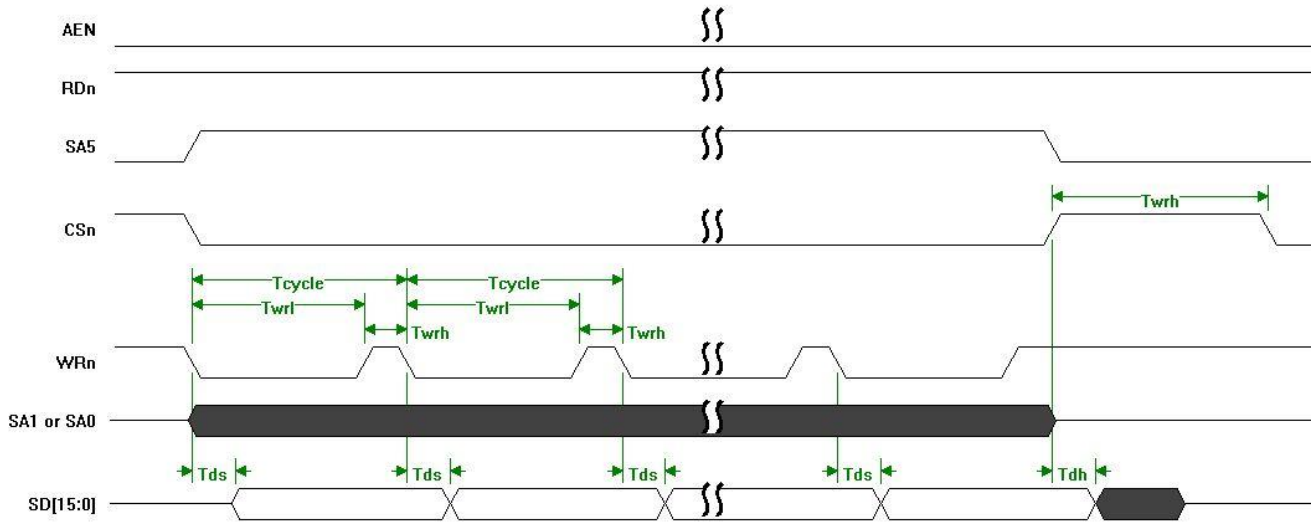 AEN
RDn
SA5
Twrh
CSn
Tcycle Tcycle
Twrl Twrl
Twrh Twrh
WRn
SA1 or SA0
Tds Tds Tds Tds Tdh
SD[15:0]